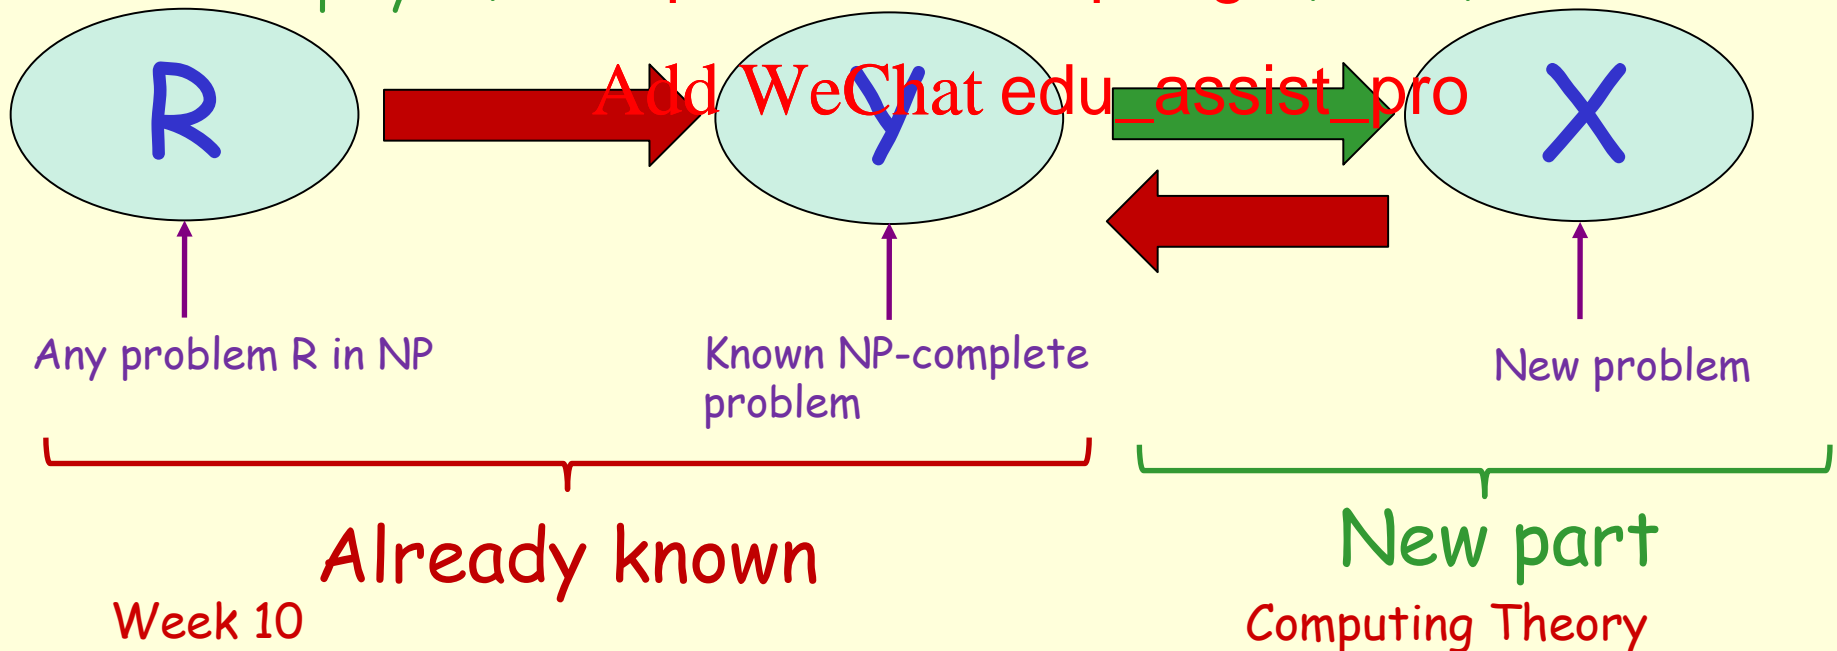 R
Y
X
Add WeChat edu_assist_pro
Any problem R in NP
Known NP-complete
problem
New problem
Already known
New part
Week 10
Computing Theory